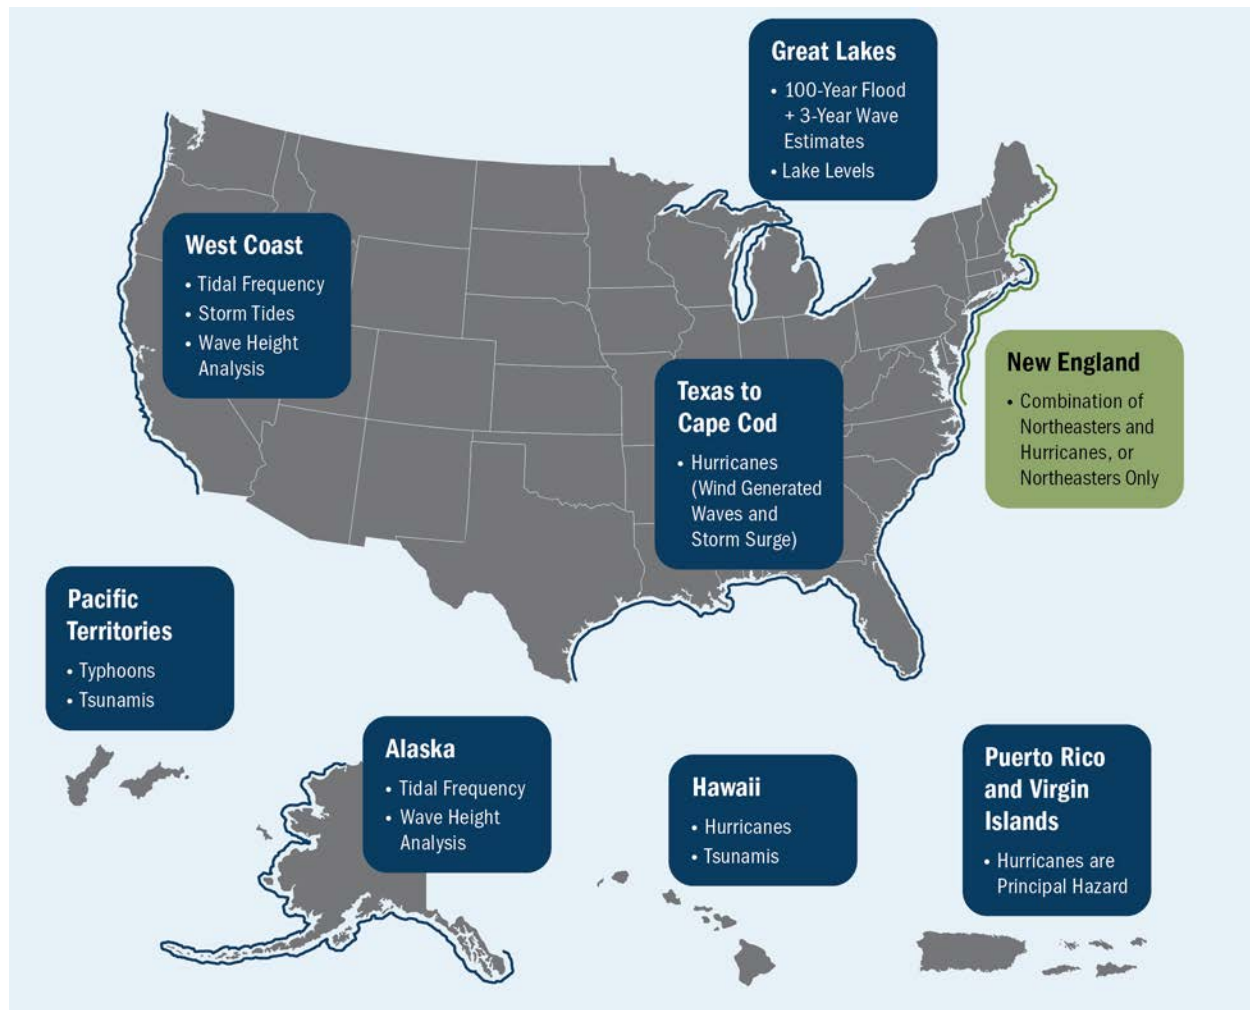 Great Lakes
• 100-Year Flood
+ 3-Year Wave
Estimates
• Lake Levels
West Coast
• Tidal Frequency
• Storm Tides
• Wave Height
Analysis
New England
• Combination of
Northeasters and
Hurricanes, or
Northeasters Only
Texas to
Cape Cod
• Hurricanes
(Wind Generated
Waves and
Storm Surge)
Pacific
Territories
• Typhoons
• Tsunamis
Alaska
• Tidal Frequency
• Wave Height
Analysis
Hawaii
• Hurricanes
• Tsunamis
Puerto Rico
and Virgin
Islands
• Hurricanes are
Principal Hazard